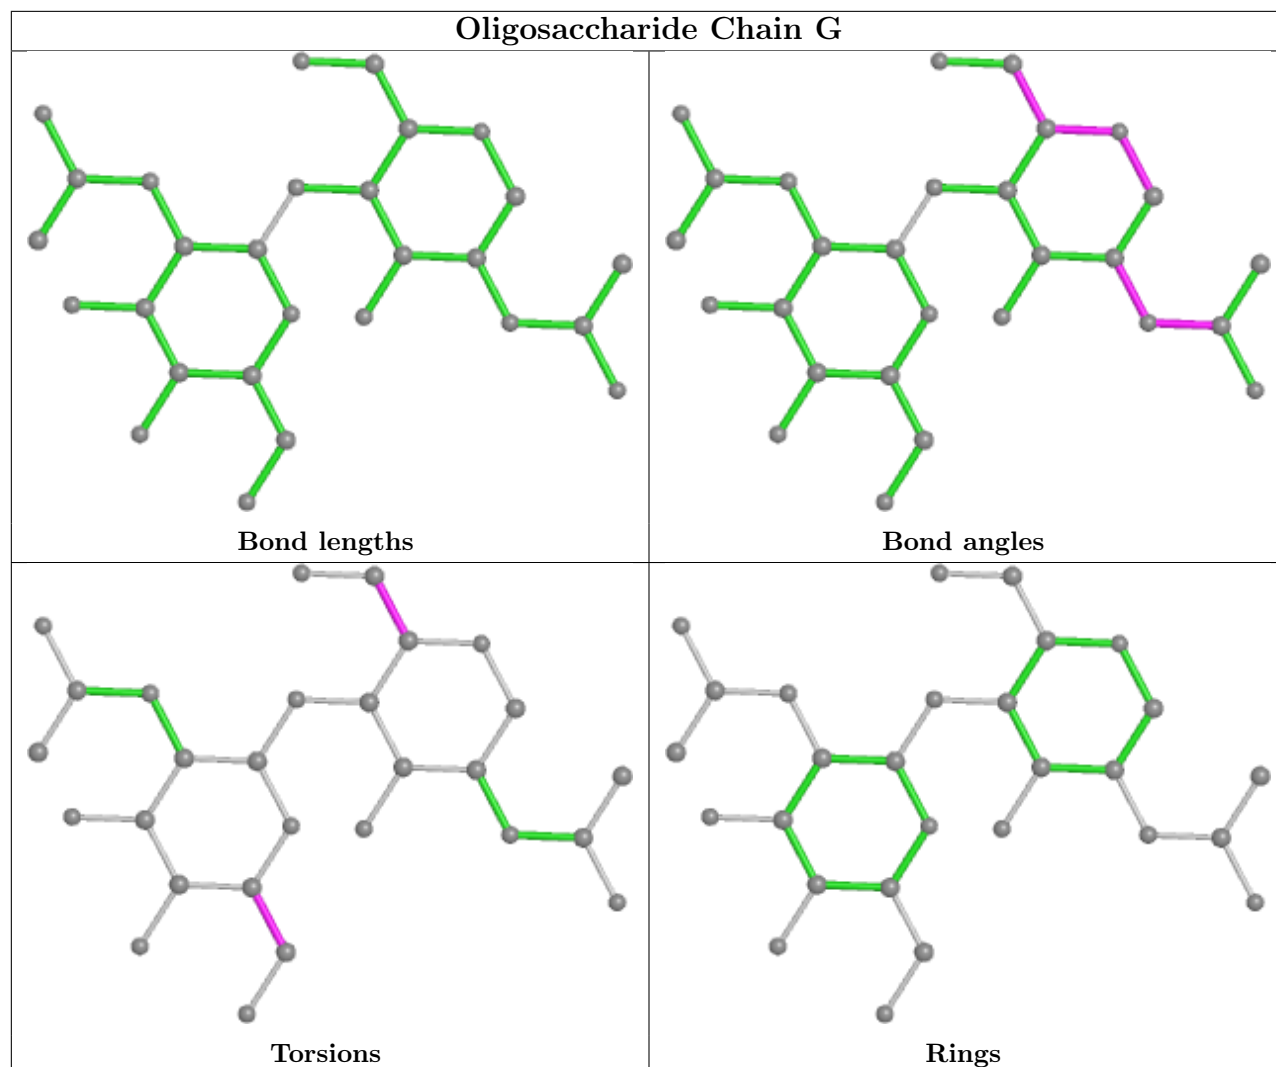 Oligosaccharide Chain G
Bond lengths
Bond angles
Torsions
Rings